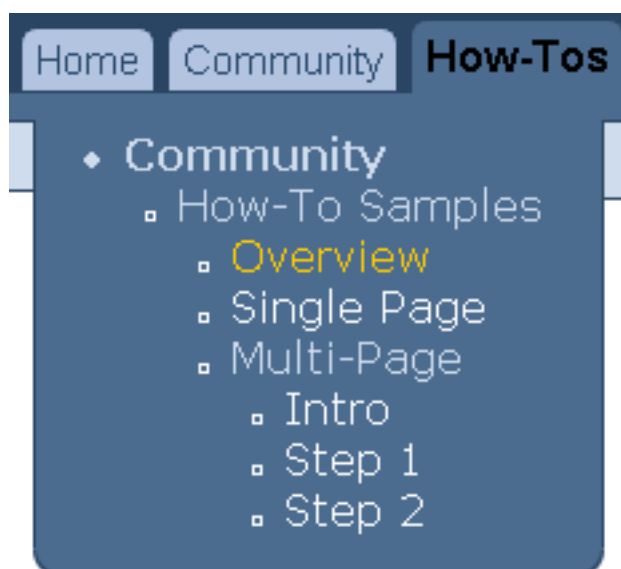 Home Community How-Tos
Community
How-To Samples
Overview
Single Page
Multi-Page
Intro
Step 1
Step 2